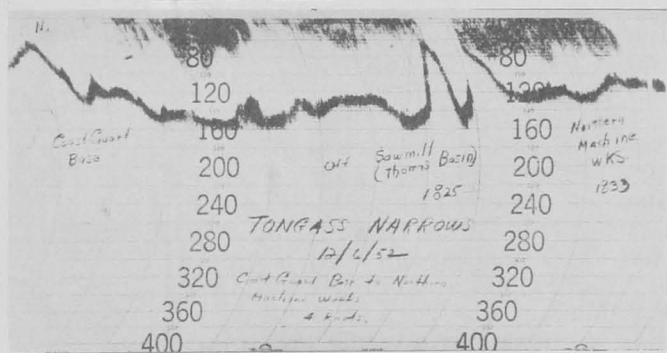 N.
80
120
160
200
240
280
320
360
400
80
120
160
200
240
280
320
360
400
Coast Guard
Base
Off Sawmill
(Thomas Basin)
1825
Northern
Machine
WKS
1833
TONGASS NARROWS
12/6/52
Coast Guard Base to Northern
Machine Works
4 knots.